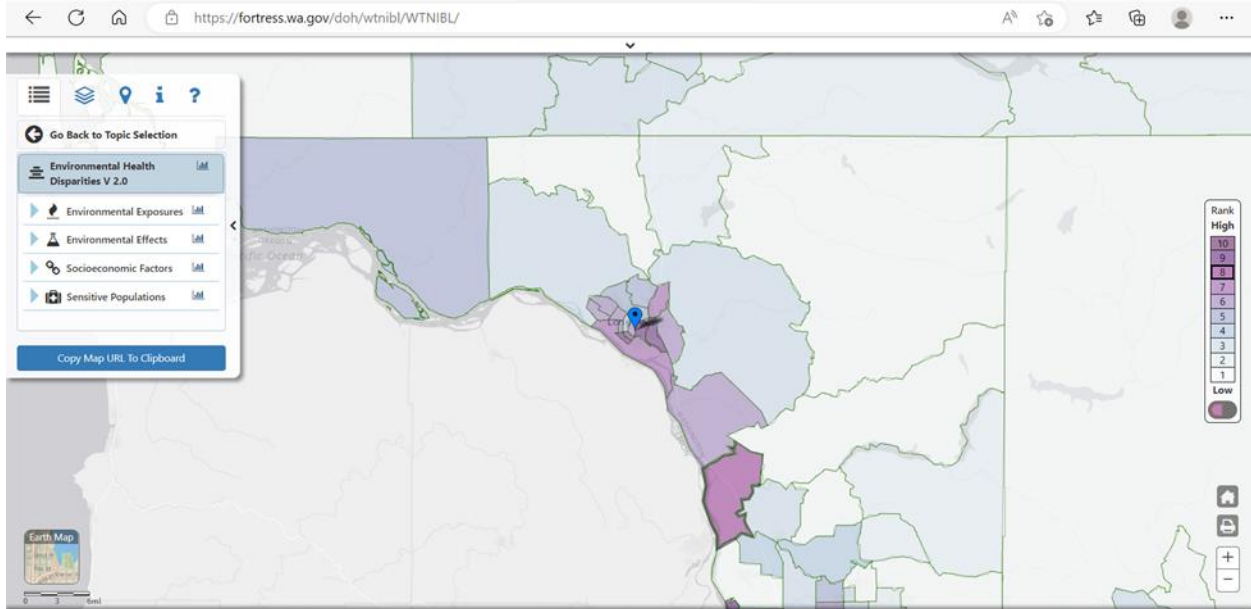 https://fortress.wa.gov/doh/wtnibl/WTNIBL/
Go Back to Topic Selection
Environmental Health
Disparities V 2.0
Environmental Exposures
Environmental Effects
Socioeconomic Factors
Sensitive Populations
Copy Map URL To Clipboard
Rank
High
10
9
8
7
6
5
4
3
2
1
Low
Earth Map
0 3 6mi